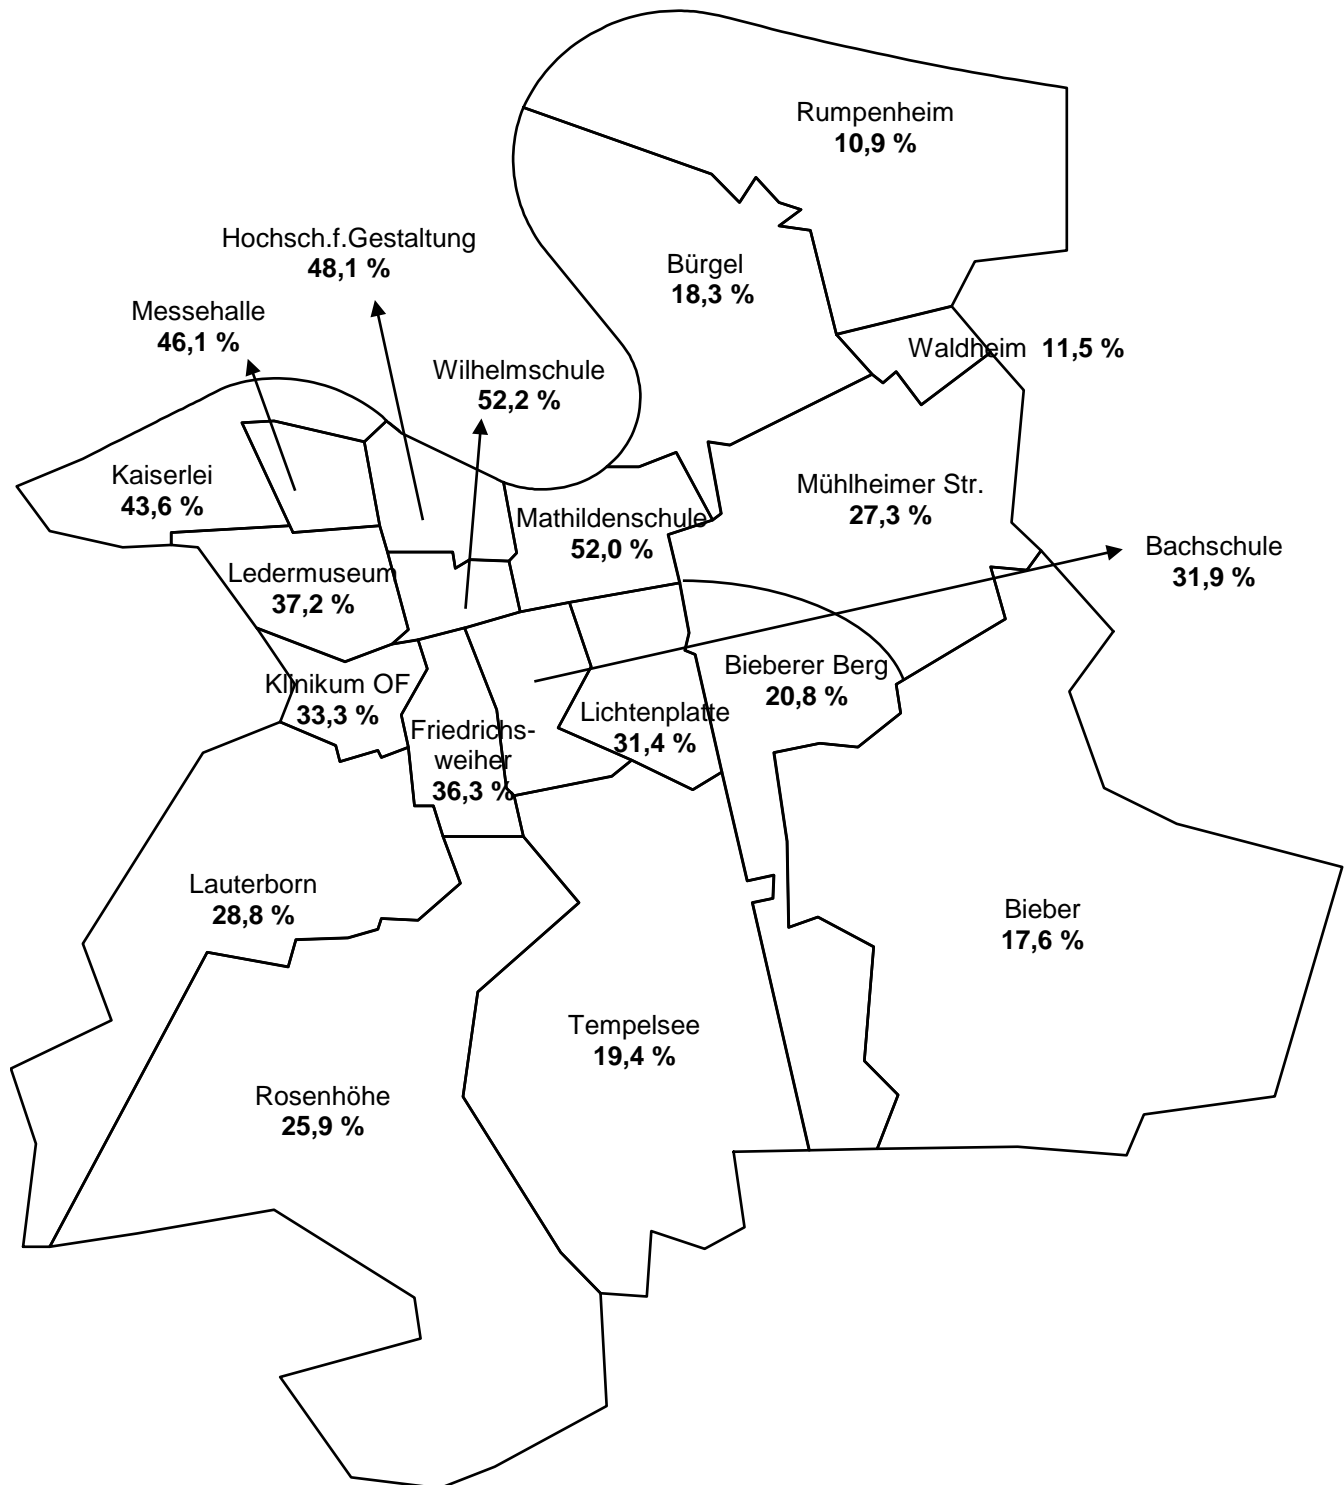 Rumpenheim
10,9 %
Hochsch.f.Gestaltung
48,1 %
Bürgel
18,3 %
Messehalle
46,1 %
Waldheim 11,5 %
Wilhelmschule
52,2 %
Kaiserlei
43,6 %
Mühlheimer Str.
27,3 %
Mathildenschule
52,0 %
Bachschule
31,9 %
Ledermuseum
37,2 %
Bieberer Berg
20,8 %
Klinikum OF
33,3 %
Lichtenplatte
31,4 %
Friedrichs-
weiher
36,3 %
Lauterborn
28,8 %
Bieber
17,6 %
Tempelsee
19,4 %
Rosenhöhe
25,9 %